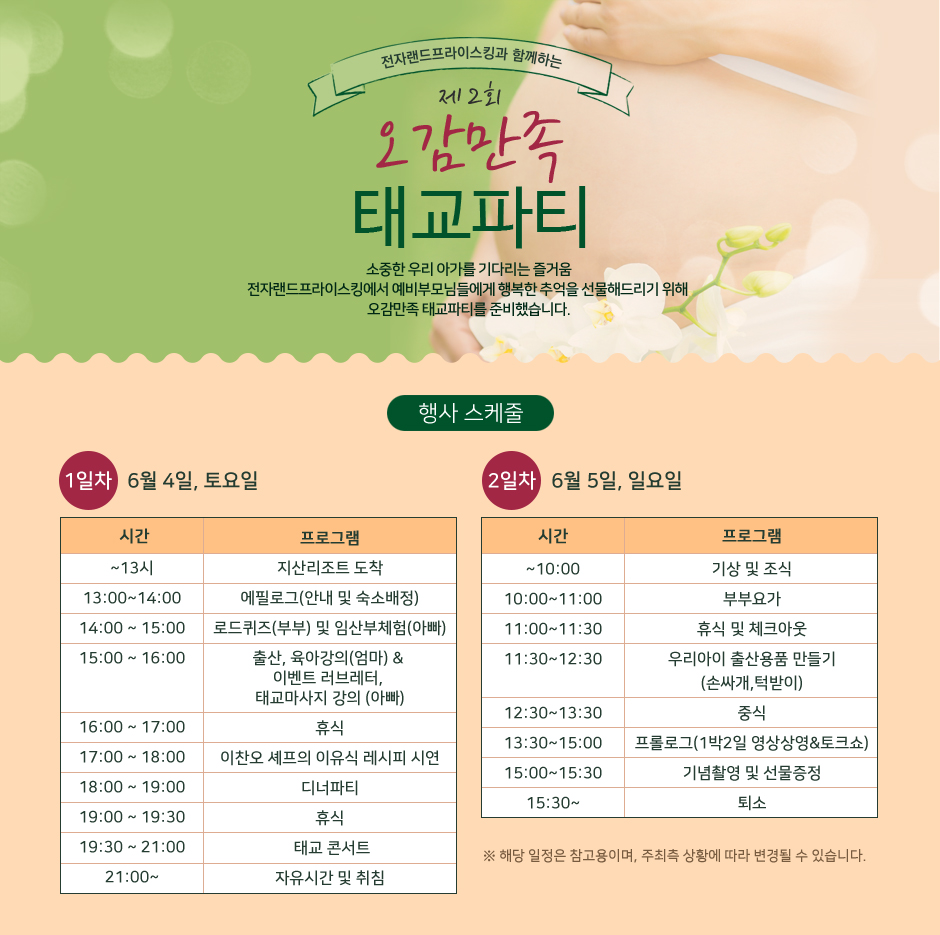 전자랜드프라이스킹과 함께하는
제 2회
오감만족
태교파티
소중한 우리 아가를 기다리는 즐거움
전자랜드프라이스킹에서 예비부모님들에게 행복한 추억을 선물해드리기 위해
오감만족 태교파티를 준비했습니다.
행사 스케줄
1일차 6월 4일, 토요일
시간 프로그램
~13시 지산리조트 도착
13:00~14:00 에필로그(안내 및 숙소배정)
14:00 ~ 15:00 로드퀴즈(부부) 및 임산부체험(아빠)
15:00 ~ 16:00 출산, 육아강의(엄마) &
이벤트 러브레터,
태교마사지 강의 (아빠)
16:00 ~ 17:00 휴식
17:00 ~ 18:00 이찬오 셰프의 이유식 레시피 시연
18:00 ~ 19:00 디너파티
19:00 ~ 19:30 휴식
19:30 ~ 21:00 태교 콘서트
21:00~ 자유시간 및 취침
2일차 6월 5일, 일요일
시간 프로그램
~10:00 기상 및 조식
10:00~11:00 부부요가
11:00~11:30 휴식 및 체크아웃
11:30~12:30 우리아이 출산용품 만들기
(손싸개,턱받이)
12:30~13:30 중식
13:30~15:00 프롤로그(1박2일 영상상영&토크쇼)
15:00~15:30 기념촬영 및 선물증정
15:30~ 퇴소
※ 해당 일정은 참고용이며, 주최측 상황에 따라 변경될 수 있습니다.